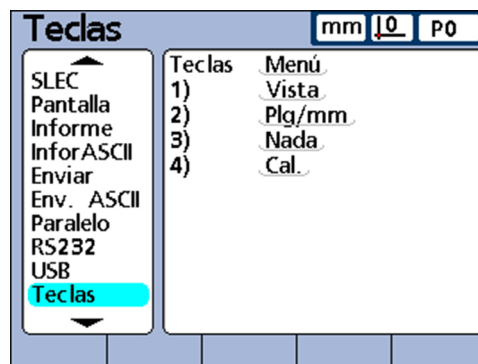 Teclas
mm 0 P0
SLEC
Pantalla
Informe
InforASCII
Enviar
Env. ASCII
Paralelo
RS232
USB
Teclas
Teclas Menú
1) Vista
2) Plg/mm
3) Nada
4) Cal.